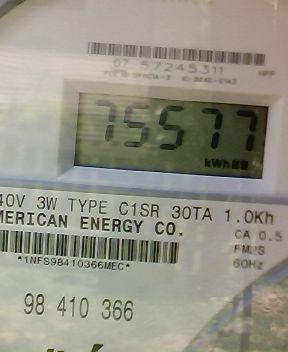 07 57245311
75577
kWh
40V 3W TYPE C1SR 30TA 1.0Kh
MERICAN ENERGY CO.
CA 0.5
FM2S
60Hz
*1NFS98410366MEC*
98 410 366